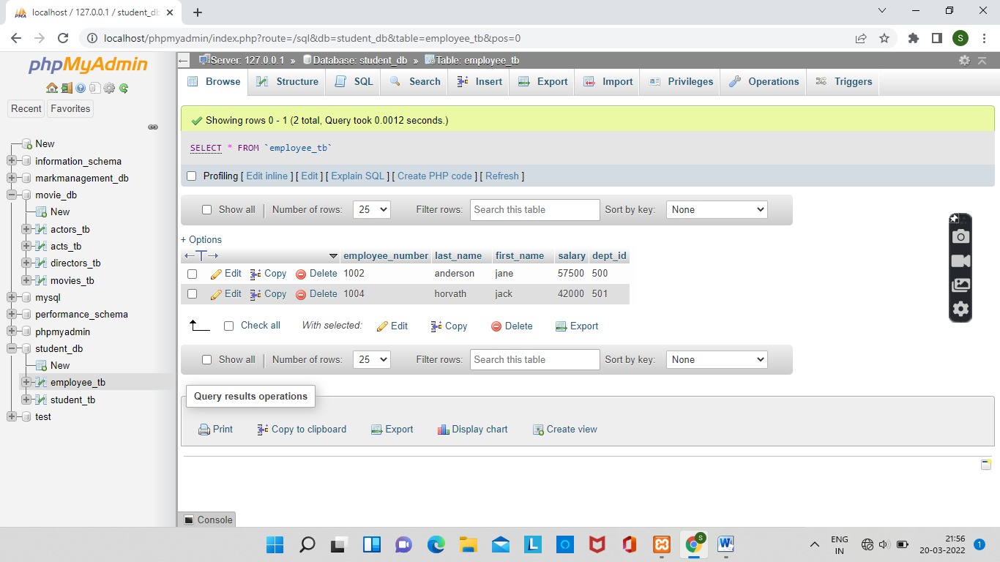 localhost / 127.0.0.1 / student_db
localhost/phpmyadmin/index.php?route=/sql&db=student_db&table=employee_tb&pos=0
S
phpMyAdmin
Recent Favorites
New
information_schema
markmanagement_db
movie_db
New
actors_tb
acts_tb
directors_tb
movies_tb
mysql
performance_schema
phpmyadmin
student_db
New
employee_tb
student_tb
test
Server: 127.0.0.1 » Database: student_db » Table: employee_tb
Browse Structure SQL Search Insert Export Import Privileges Operations Triggers
Showing rows 0 - 1 (2 total, Query took 0.0012 seconds.)
SELECT * FROM `employee_tb`
Profiling [ Edit inline ] [ Edit ] [ Explain SQL ] [ Create PHP code ] [ Refresh ]
Show all | Number of rows: 25 Filter rows: Search this table Sort by key: None
+ Options
←T→ employee_number last_name first_name salary dept_id
Edit Copy Delete 1002 anderson jane 57500 500
Edit Copy Delete 1004 horvath jack 42000 501
Check all With selected: Edit Copy Delete Export
Show all | Number of rows: 25 Filter rows: Search this table Sort by key: None
Query results operations
Print Copy to clipboard Export Display chart Create view
Console
L
S
W
ENG
IN
21:56
20-03-2022
1